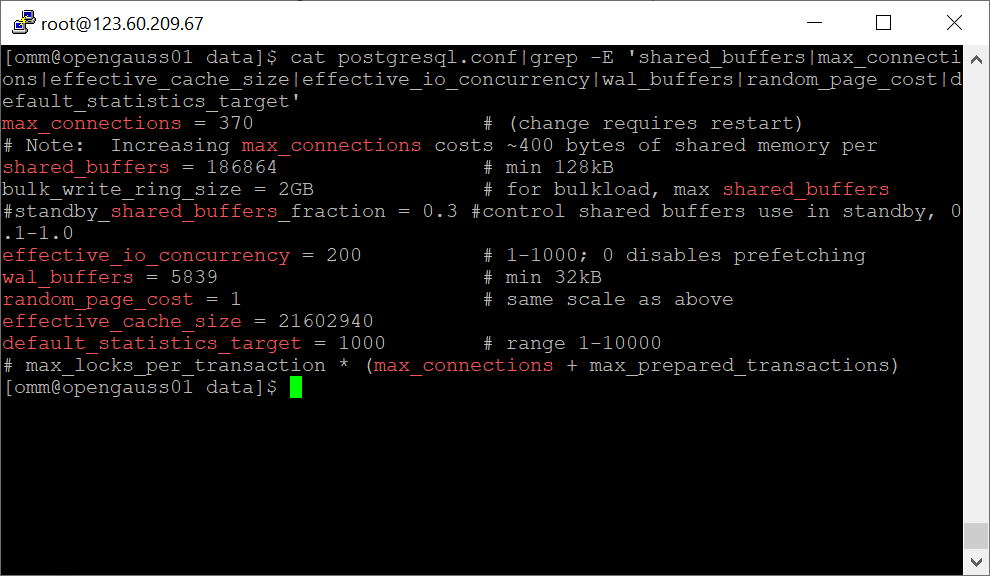 root@123.60.209.67
[omm@opengauss01 data]$ cat postgresql.conf|grep -E 'shared_buffers|max_connecti
ons|effective_cache_size|effective_io_concurrency|wal_buffers|random_page_cost|d
efault_statistics_target'
max_connections = 370                   # (change requires restart)
# Note:  Increasing max_connections costs ~400 bytes of shared memory per
shared_buffers = 186864                 # min 128kB
bulk_write_ring_size = 2GB              # for bulkload, max shared_buffers
#standby_shared_buffers_fraction = 0.3 #control shared buffers use in standby, 0
.1-1.0
effective_io_concurrency = 200          # 1-1000; 0 disables prefetching
wal_buffers = 5839                      # min 32kB
random_page_cost = 1                    # same scale as above
effective_cache_size = 21602940
default_statistics_target = 1000        # range 1-10000
# max_locks_per_transaction * (max_connections + max_prepared_transactions)
[omm@opengauss01 data]$